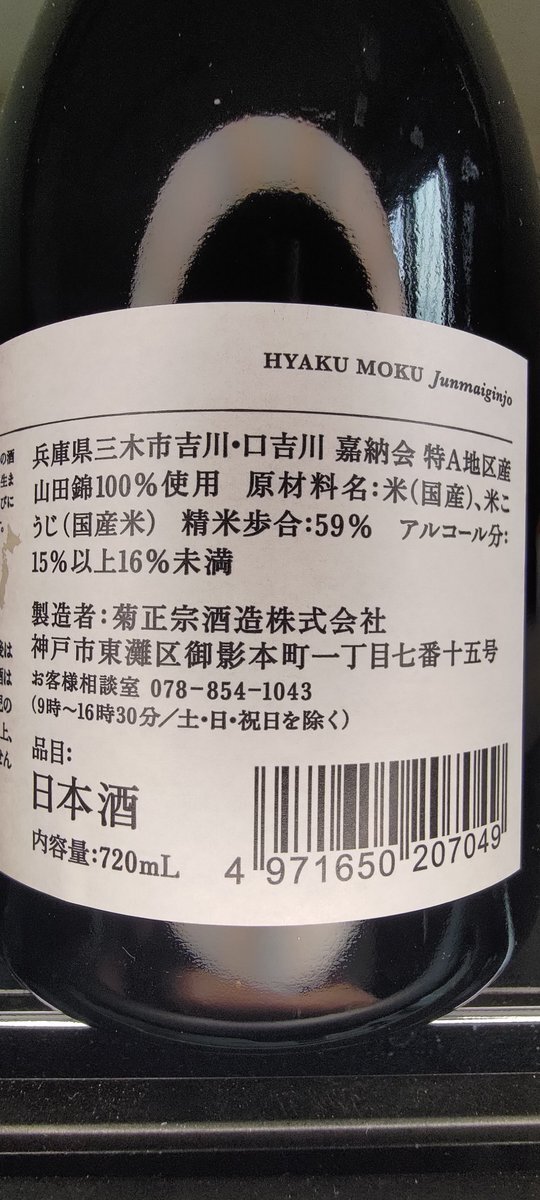 HYAKU MOKU Junmaiginjo
兵庫県三木市吉川・口吉川 嘉納会 特A地区産
山田錦100%使用 原材料名:米(国産)、米こ
うじ(国産米) 精米歩合:59% アルコール分:
15%以上16%未満
製造者:菊正宗酒造株式会社
神戸市東灘区御影本町一丁目七番十五号
お客様相談室 078-854-1043
(9時〜16時30分/土・日・祝日を除く)
品目:
日本酒
内容量:720mL
4 971650 207049